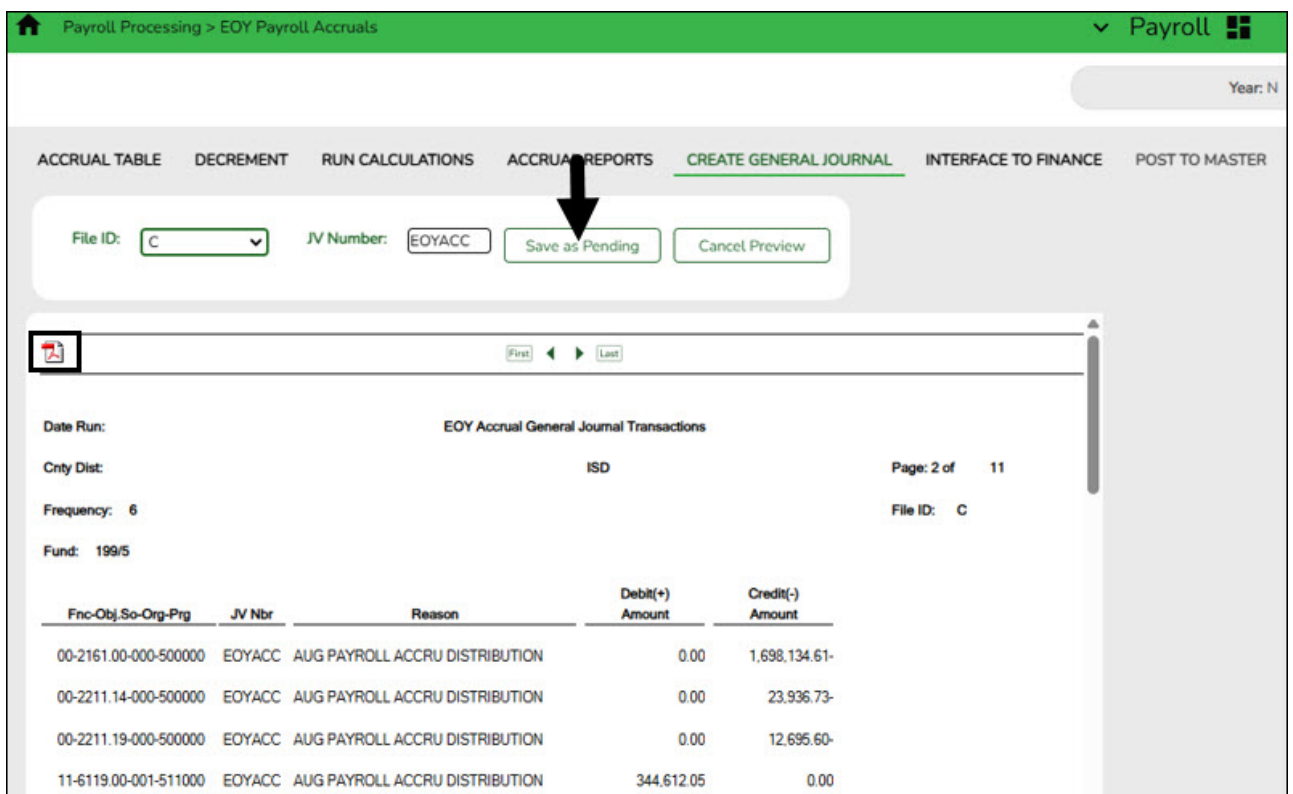 Payroll Processing > EOY Payroll Accruals Payroll
Year: N
ACCRUAL TABLE DECREMENT RUN CALCULATIONS ACCRUAL REPORTS CREATE GENERAL JOURNAL INTERFACE TO FINANCE POST TO MASTER
File ID: C JV Number: EOYACC Save as Pending Cancel Preview
First Last
Date Run: EOY Accrual General Journal Transactions
Cnty Dist: ISD Page: 2 of 11
Frequency: 6 File ID: C
Fund: 199/5
Debit(+) Credit(-)
Fnc-Obj.So-Org-Prg JV Nbr Reason Amount Amount
00-2161.00-000-500000 EOYACC AUG PAYROLL ACCRU DISTRIBUTION 0.00 1,698,134.61-
00-2211.14-000-500000 EOYACC AUG PAYROLL ACCRU DISTRIBUTION 0.00 23,936.73-
00-2211.19-000-500000 EOYACC AUG PAYROLL ACCRU DISTRIBUTION 0.00 12,695.60-
11-6119.00-001-511000 EOYACC AUG PAYROLL ACCRU DISTRIBUTION 344,612.05 0.00